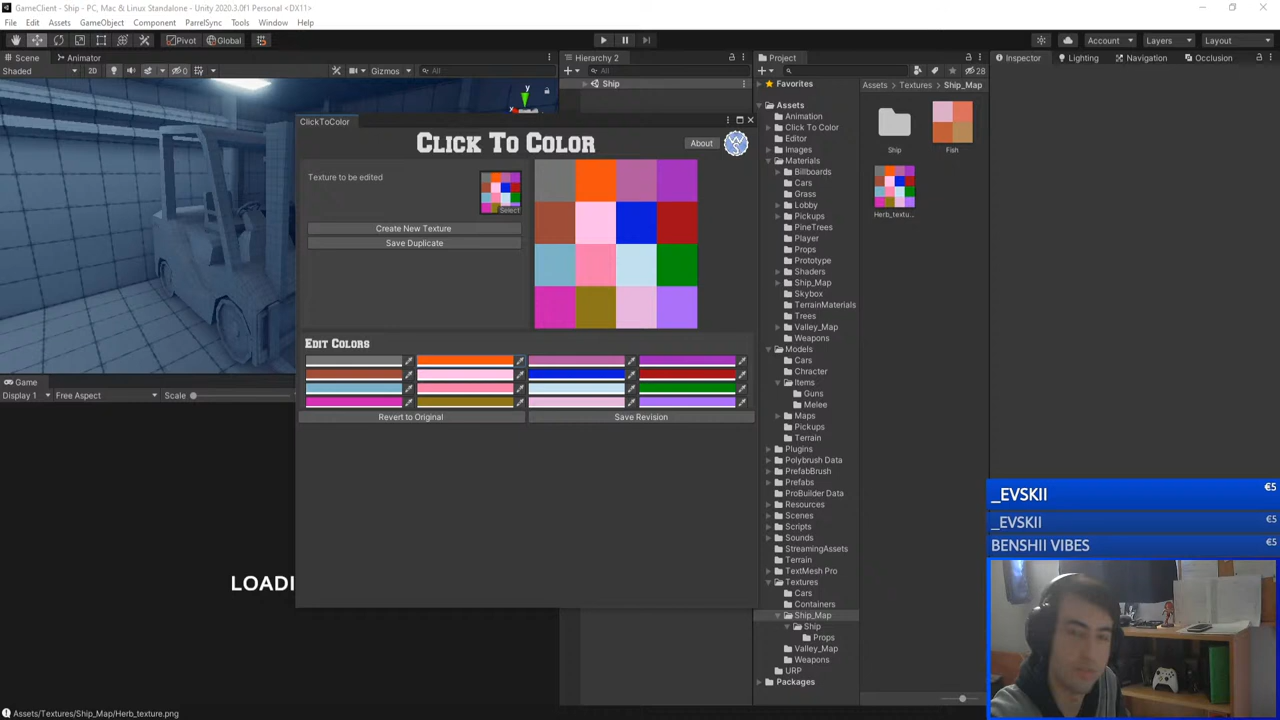 GameClient - Ship - PC, Mac & Linux Standalone - Unity 2020.3.0f1 Personal <DX11>
File Edit Assets GameObject Component ParrelSync Tools Window Help
Pivot Global Account Layers Layout
Scene Animator Hierarchy 2 Project Inspector Lighting Navigation Occlusion
Shaded 2D 0 Gizmos All All 28
Ship
Favorites
Assets Textures Ship_Map
y
x
Assets
Animation
Click To Color
Editor
Images
Materials
Billboards
Cars
Grass
Lobby
Pickups
PineTrees
Player
Props
Prototype
Shaders
Ship_Map
Skybox
TerrainMaterials
Trees
Valley_Map
Weapons
Models
Cars
Chracter
Items
Guns
Melee
Maps
Pickups
Terrain
Plugins
Polybrush Data
PrefabBrush
Prefabs
ProBuilder Data
Resources
Scenes
Scripts
Sounds
StreamingAssets
Terrain
TextMesh Pro
Textures
Cars
Containers
Ship_Map
Ship
Props
Valley_Map
Weapons
URP
Packages
Ship
Fish
Herb_textu...
ClickToColor
Click To Color
About
Texture to be edited
Select
Create New Texture
Save Duplicate
Edit Colors
Revert to Original Save Revision
Game
Display 1 Free Aspect Scale
LOADI
_EVSKII €5
_EVSKII €5
BENSHII VIBES €5
Assets/Textures/Ship_Map/Herb_texture.png